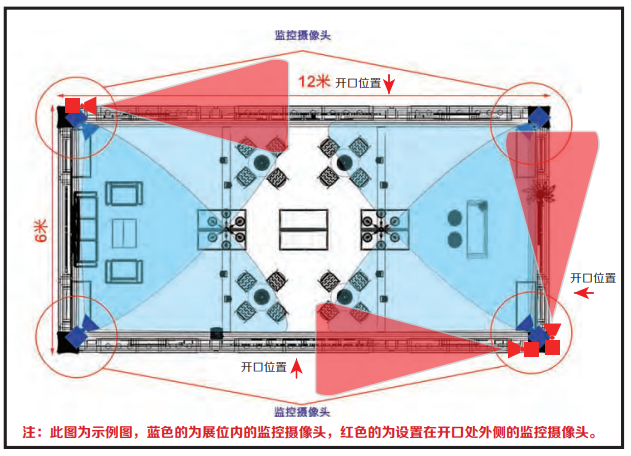 监控摄像头
12米 开口位置
6米
开口位置
开口位置
监控摄像头
注：此图为示例图，蓝色的为展位内的监控摄像头，红色的为设置在开口处外侧的监控摄像头。